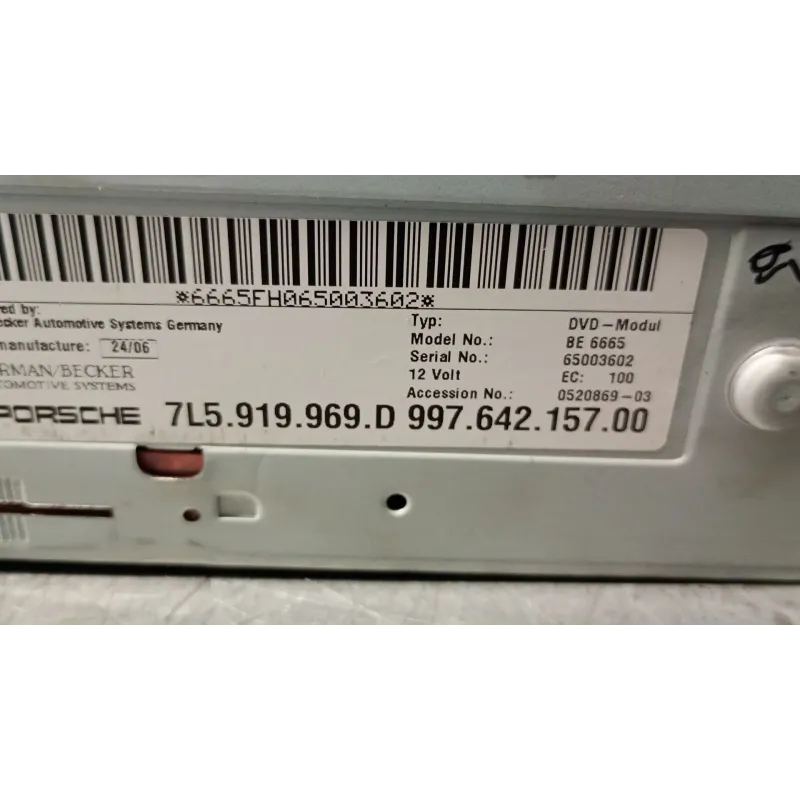 *6665FH065003602*
ed by:
ecker Automotive Systems Germany
manufacture: 24/06
RMAN/BECKER
TOMOTIVE SYSTEMS
Typ: DVD-Modul
Model No.: BE 6665
Serial No.: 65003602
12 Volt EC: 100
Accession No.: 0520869-03
PORSCHE 7L5.919.969.D 997.642.157.00